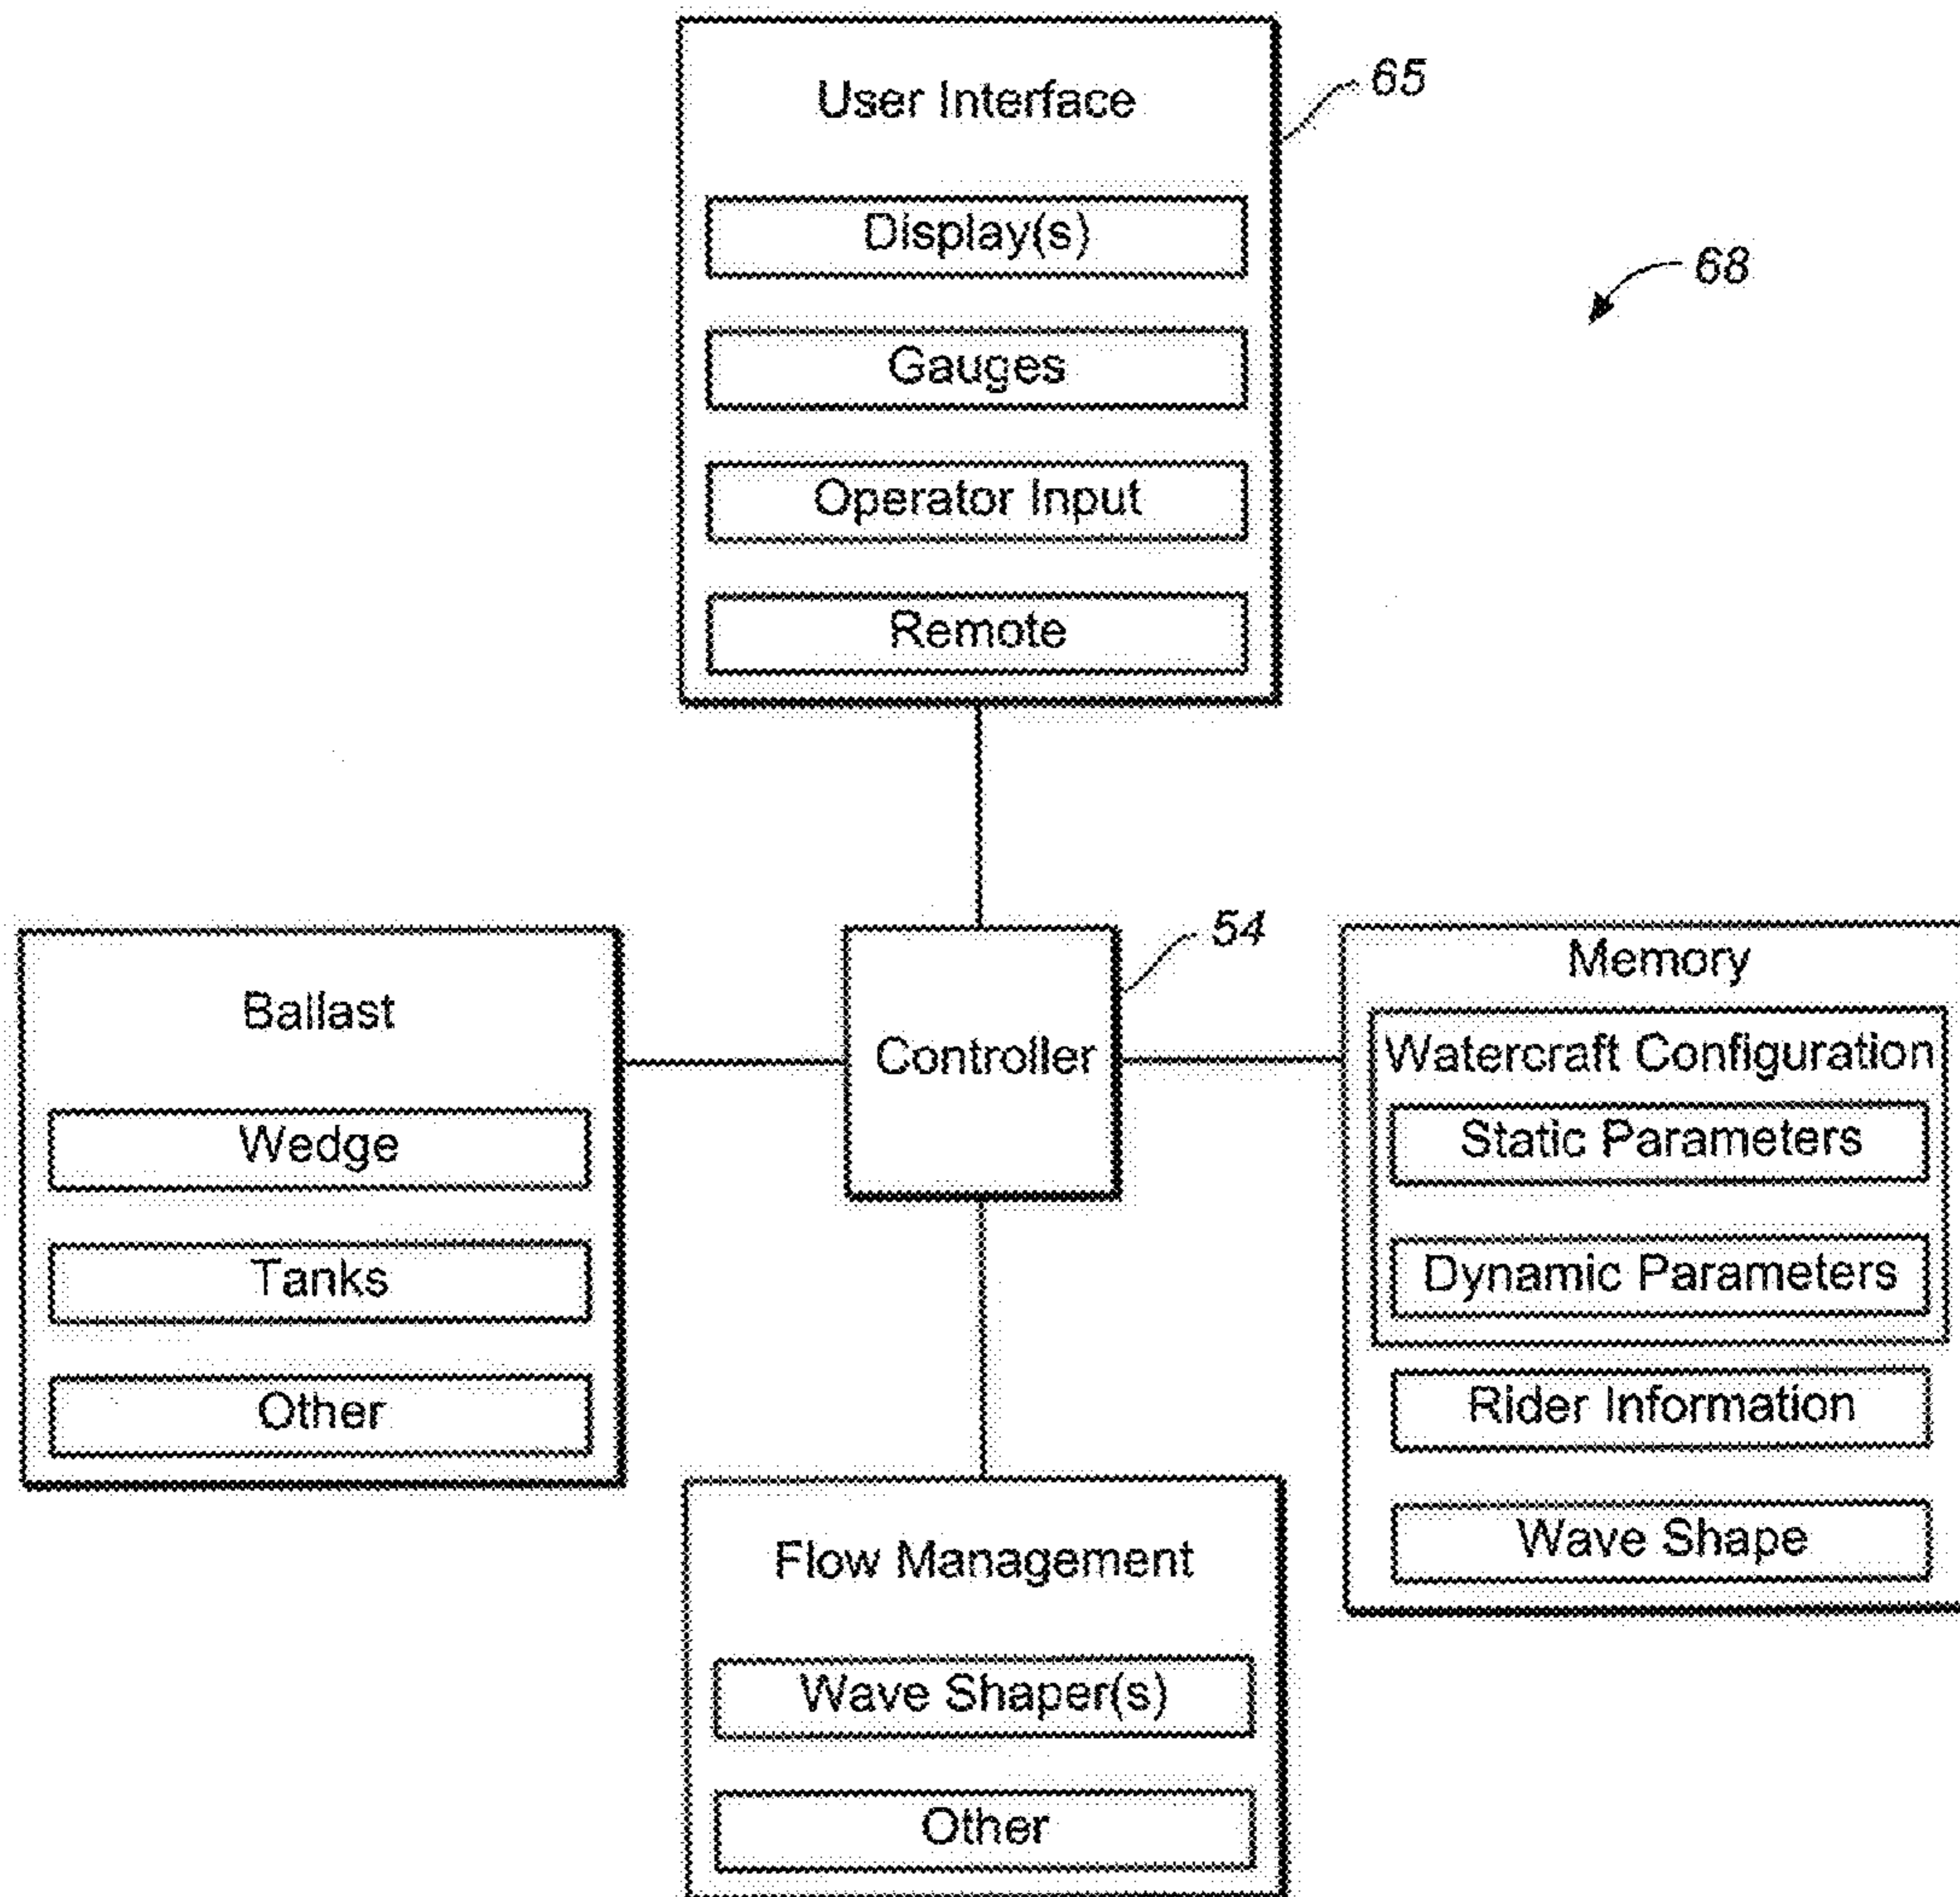 User Interface
65
Display(s)
68
Gauges
Operator Input
Remote
54
Controller
Ballast
Wedge
Tanks
Other
Memory
Watercraft Configuration
Static Parameters
Dynamic Parameters
Rider Information
Wave Shape
Flow Management
Wave Shaper(s)
Other